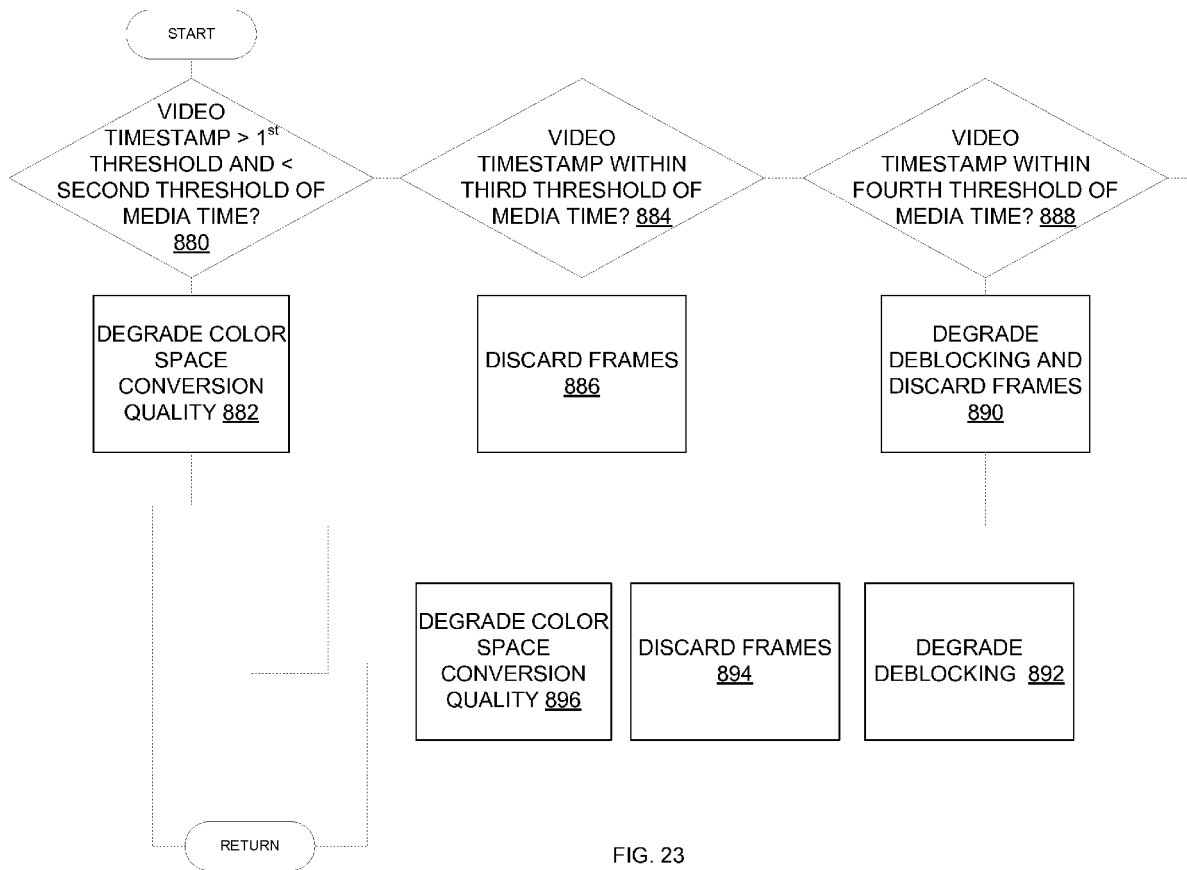 START
VIDEO
TIMESTAMP > 1st
THRESHOLD AND <
SECOND THRESHOLD OF
MEDIA TIME?
880
VIDEO
TIMESTAMP WITHIN
THIRD THRESHOLD OF
MEDIA TIME? 884
VIDEO
TIMESTAMP WITHIN
FOURTH THRESHOLD OF
MEDIA TIME? 888
DEGRADE COLOR
SPACE
CONVERSION
QUALITY 882
DISCARD FRAMES
886
DEGRADE
DEBLOCKING AND
DISCARD FRAMES
890
DEGRADE COLOR
SPACE
CONVERSION
QUALITY 896
DISCARD FRAMES
894
DEGRADE
DEBLOCKING 892
RETURN
FIG. 23